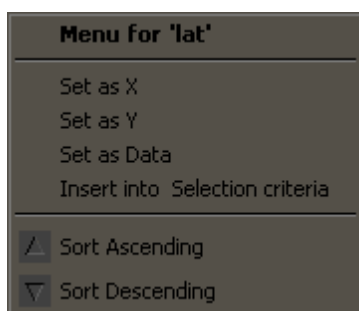 Menu for 'lat'
Set as X
Set as Y
Set as Data
Insert into  Selection criteria
Sort Ascending
Sort Descending